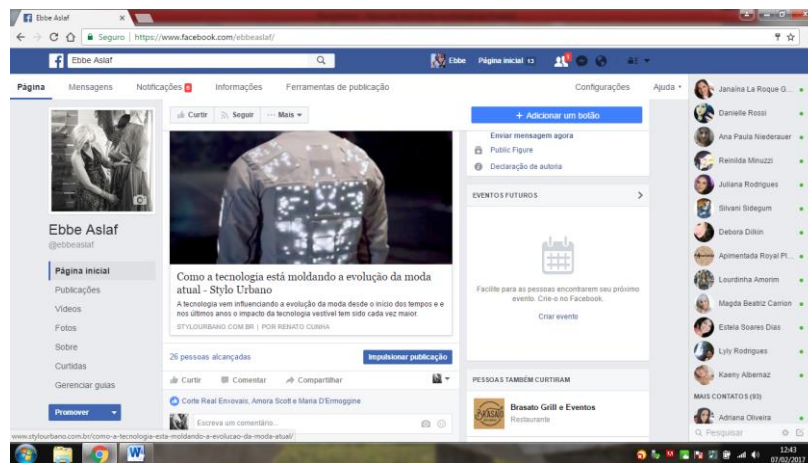 Ebbe Aslaf
Seguro | https://www.facebook.com/ebbeaslaf/
Ebbe Aslaf
Ebbe
Página inicial 13
Página
Mensagens
Notificações 6
Informações
Ferramentas de publicação
Configurações
Ajuda
Curtir
Seguir
Mais
+ Adicionar um botão
Ebbe Aslaf
@ebbeaslaf
Página inicial
Publicações
Vídeos
Fotos
Sobre
Curtidas
Gerenciar guias
Promover
Como a tecnologia está moldando a evolução da moda
atual - Stylo Urbano
A tecnologia vem influenciando a evolução da moda desde o início dos tempos e e
nos últimos anos o impacto da tecnologia vestível tem sido cada vez maior.
STYLOURBANO.COM.BR | POR RENATO CUNHA
26 pessoas alcançadas
Impulsionar publicação
Curtir
Comentar
Compartilhar
Corte Real Enxovais, Amora Scott e Maria D'Ermoggine
Escreva um comentário...
Enviar mensagem agora
Public Figure
Declaração de autoria
EVENTOS FUTUROS
Facilite para as pessoas encontrarem seu próximo
evento. Crie-o no Facebook.
Criar evento
PESSOAS TAMBÉM CURTIRAM
BRASATO
Brasato Grill e Eventos
Restaurante
Janaína La Roque G...
Danielle Rossi
Ana Paula Niederauer
Reinilda Minuzzi
Juliana Rodrigues
Silvani Sidegum
Debora Dilkin
Apimentada Royal Pl...
Lourdinha Amorim
Magda Beatriz Carrion
Estela Soares Dias
Lyly Rodrigues
Kaeny Albernaz
MAIS CONTATOS (93)
Adriana Oliveira
Pesquisar
www.stylourbano.com.br/como-a-tecnologia-esta-moldando-a-evolucao-da-moda-atual/
12:43
07/02/2017